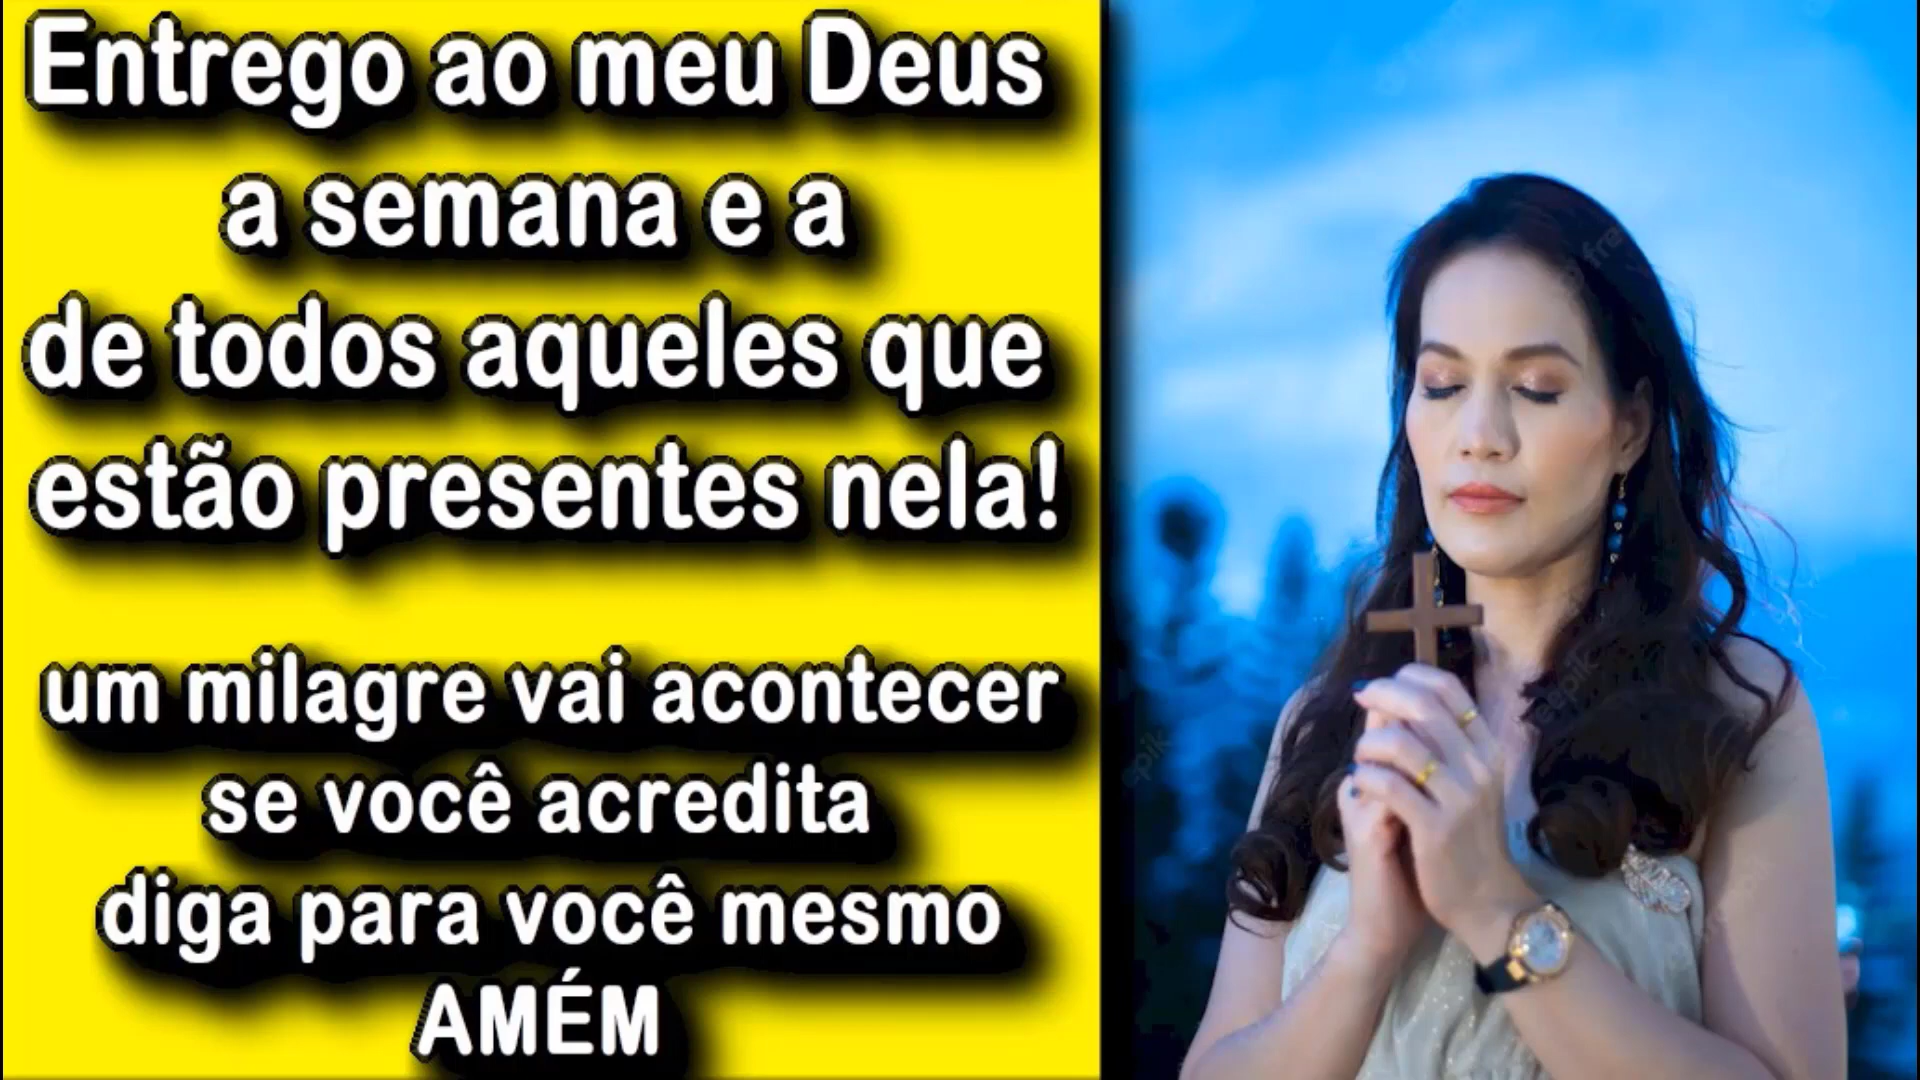 Entrego ao meu Deus
a semana e a
de todos aqueles que
estão presentes nela!
um milagre vai acontecer
se você acredita
diga para você mesmo
AMÉM